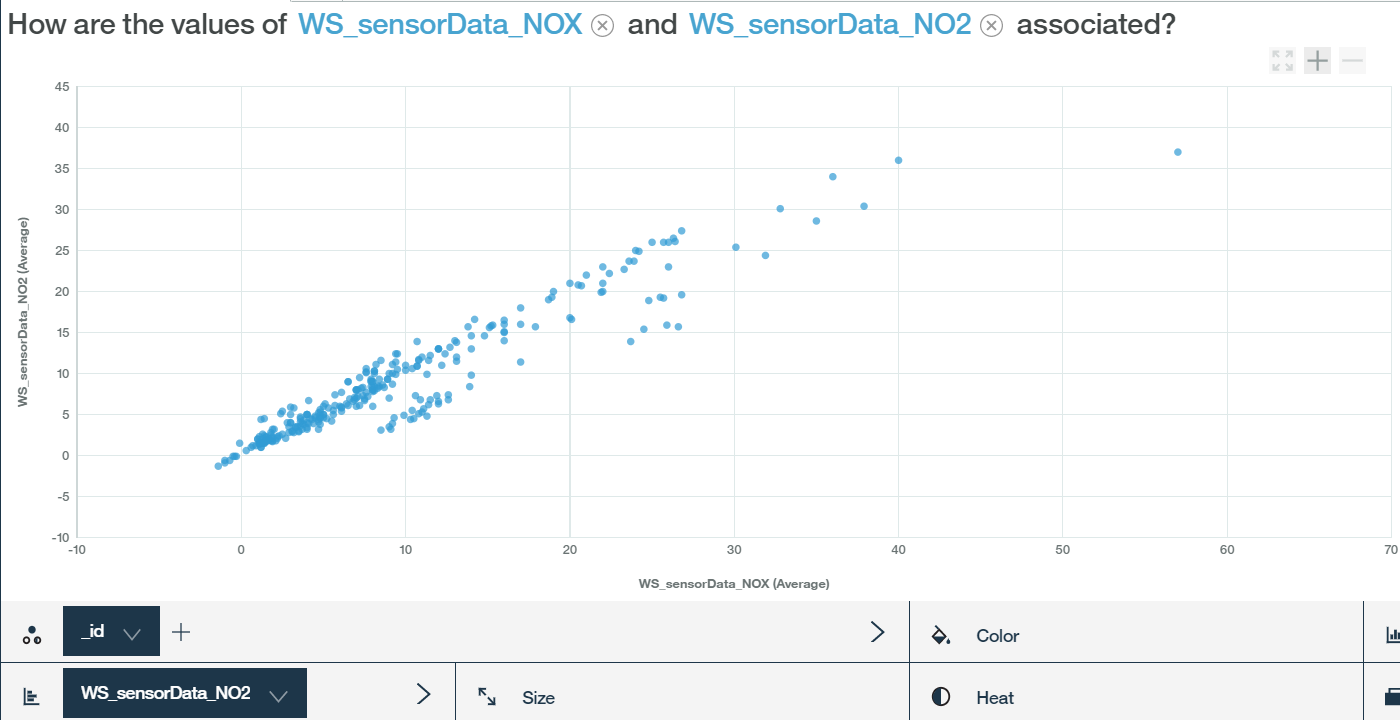 How are the values of WS_sensorData_NOX and WS_sensorData_NO2 associated?
45
40
35
30
25
20
15
10
5
0
-5
-10
WS_sensorData_NO2 (Average)
-10 0 10 20 30 40 50 60 70
WS_sensorData_NOX (Average)
_id
Color
WS_sensorData_NO2
Size
Heat